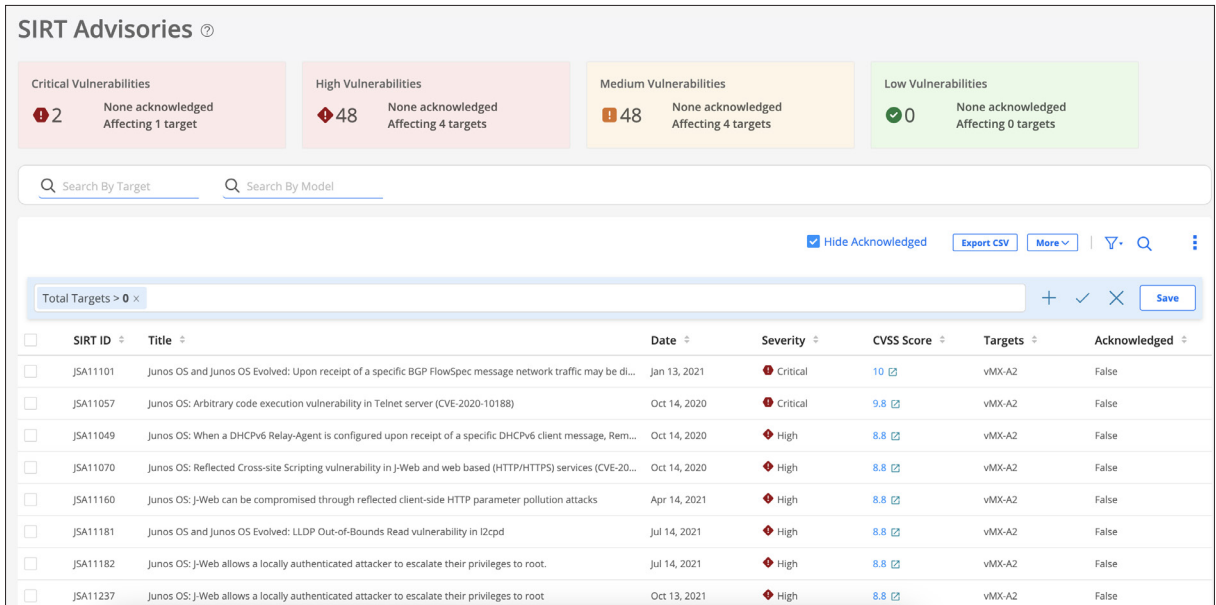 SIRT Advisories
Critical Vulnerabilities
2
None acknowledged
Affecting 1 target
High Vulnerabilities
48
None acknowledged
Affecting 4 targets
Medium Vulnerabilities
48
None acknowledged
Affecting 4 targets
Low Vulnerabilities
0
None acknowledged
Affecting 0 targets
Search By Target Search By Model
Hide Acknowledged Export CSV More
Total Targets > 0 × Save
SIRT ID Title Date Severity CVSS Score Targets Acknowledged
JSA11101 Junos OS and Junos OS Evolved: Upon receipt of a specific BGP FlowSpec message network traffic may be di... Jan 13, 2021 Critical 10 vMX-A2 False
JSA11057 Junos OS: Arbitrary code execution vulnerability in Telnet server (CVE-2020-10188) Oct 14, 2020 Critical 9.8 vMX-A2 False
JSA11049 Junos OS: When a DHCPv6 Relay-Agent is configured upon receipt of a specific DHCPv6 client message, Rem... Oct 14, 2020 High 8.8 vMX-A2 False
JSA11070 Junos OS: Reflected Cross-site Scripting vulnerability in J-Web and web based (HTTP/HTTPS) services (CVE-20... Oct 14, 2020 High 8.8 vMX-A2 False
JSA11160 Junos OS: J-Web can be compromised through reflected client-side HTTP parameter pollution attacks Apr 14, 2021 High 8.8 vMX-A2 False
JSA11181 Junos OS and Junos OS Evolved: LLDP Out-of-Bounds Read vulnerability in l2cpd Jul 14, 2021 High 8.8 vMX-A2 False
JSA11182 Junos OS: J-Web allows a locally authenticated attacker to escalate their privileges to root. Jul 14, 2021 High 8.8 vMX-A2 False
JSA11237 Junos OS: J-Web allows a locally authenticated attacker to escalate their privileges to root Oct 13, 2021 High 8.8 vMX-A2 False